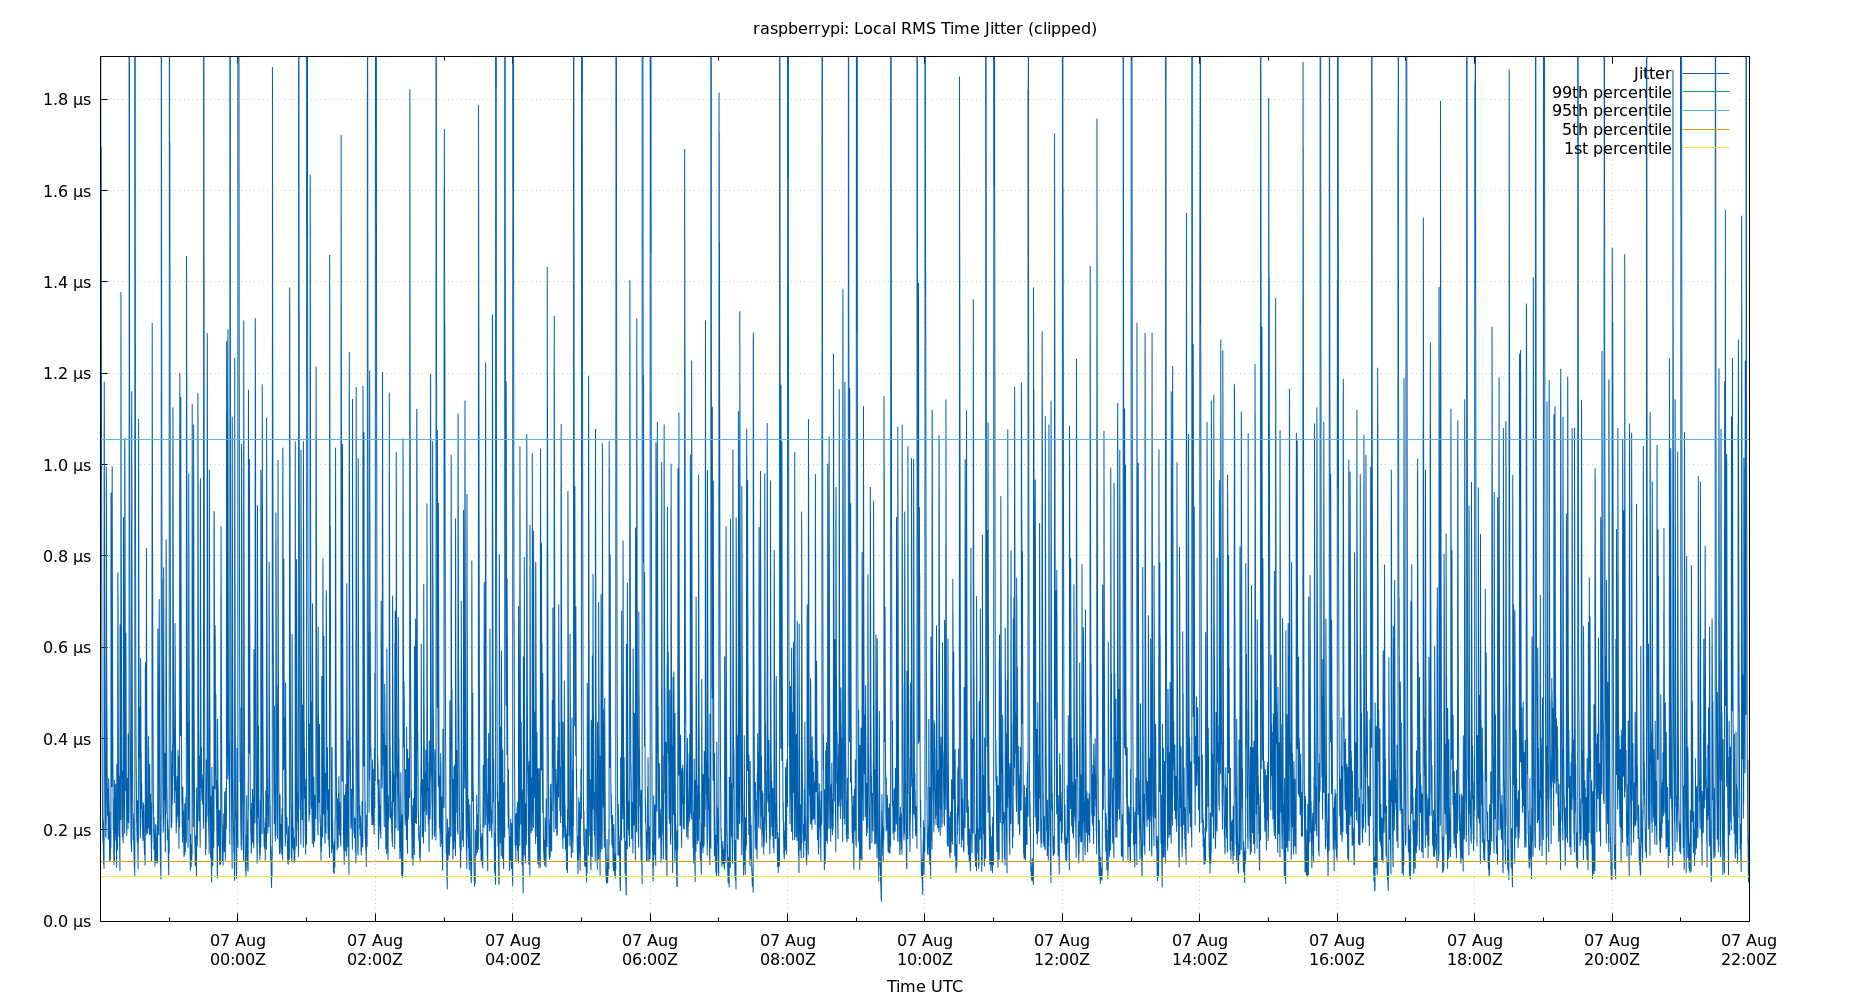 raspberrypi: Local RMS Time Jitter (clipped)
Jitter
99th percentile
95th percentile
5th percentile
1st percentile
1.8 µs
1.6 µs
1.4 µs
1.2 µs
1.0 µs
0.8 µs
0.6 µs
0.4 µs
0.2 µs
0.0 µs
07 Aug 07 Aug 07 Aug 07 Aug 07 Aug 07 Aug 07 Aug 07 Aug 07 Aug 07 Aug 07 Aug 07 Aug
00:00Z 02:00Z 04:00Z 06:00Z 08:00Z 10:00Z 12:00Z 14:00Z 16:00Z 18:00Z 20:00Z 22:00Z
Time UTC